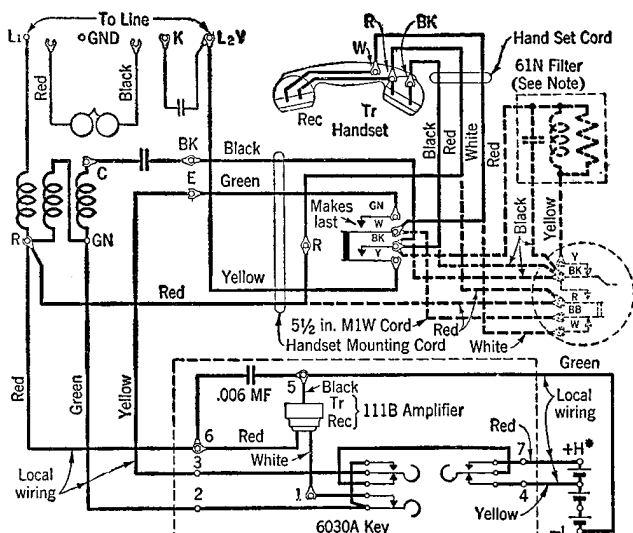 To Line
L1
GND
K
L2Y
Red
Black
R
BK
W
Hand Set Cord
61N Filter
(See Note)
Rec
Tr
Handset
Black
Red
White
Red
BK
Black
C
E
Green
GN
Makes
last
W
BK
Y
Black
Yellow
R
GN
R
Yellow
Red
Y
BK
R
BB
W
5½ in. M1W Cord
Handset Mounting Cord
Red
White
Green
Red
Green
Yellow
.006 MF
5
Black
Tr
Rec
111B Amplifier
Local
wiring
6
Red
White
Red
7
+H*
Local
wiring
3
2
1
4
Yellow
6030A Key